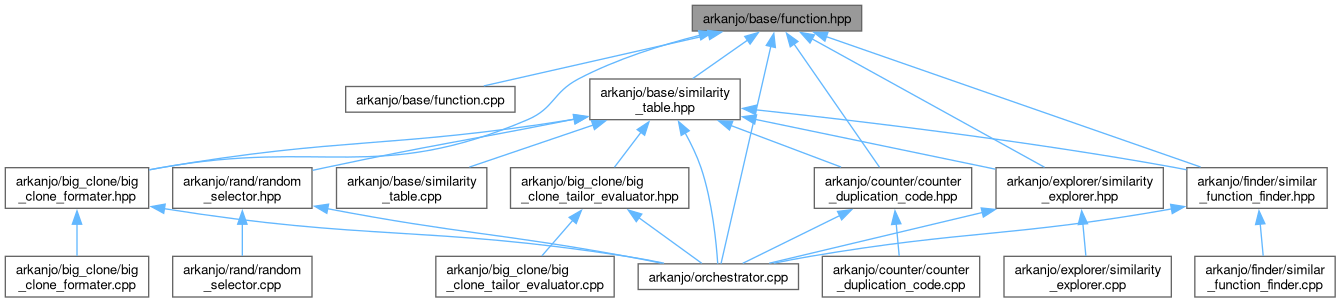 arkanjo/base/function.hpp
arkanjo/base/function.cpp
arkanjo/base/similarity
_table.hpp
arkanjo/big_clone/big
_clone_formater.hpp
arkanjo/rand/random
_selector.hpp
arkanjo/base/similarity
_table.cpp
arkanjo/big_clone/big
_clone_tailor_evaluator.hpp
arkanjo/counter/counter
_duplication_code.hpp
arkanjo/explorer/similarity
_explorer.hpp
arkanjo/finder/similar
_function_finder.hpp
arkanjo/big_clone/big
_clone_formater.cpp
arkanjo/rand/random
_selector.cpp
arkanjo/big_clone/big
_clone_tailor_evaluator.cpp
arkanjo/orchestrator.cpp
arkanjo/counter/counter
_duplication_code.cpp
arkanjo/explorer/similarity
_explorer.cpp
arkanjo/finder/similar
_function_finder.cpp